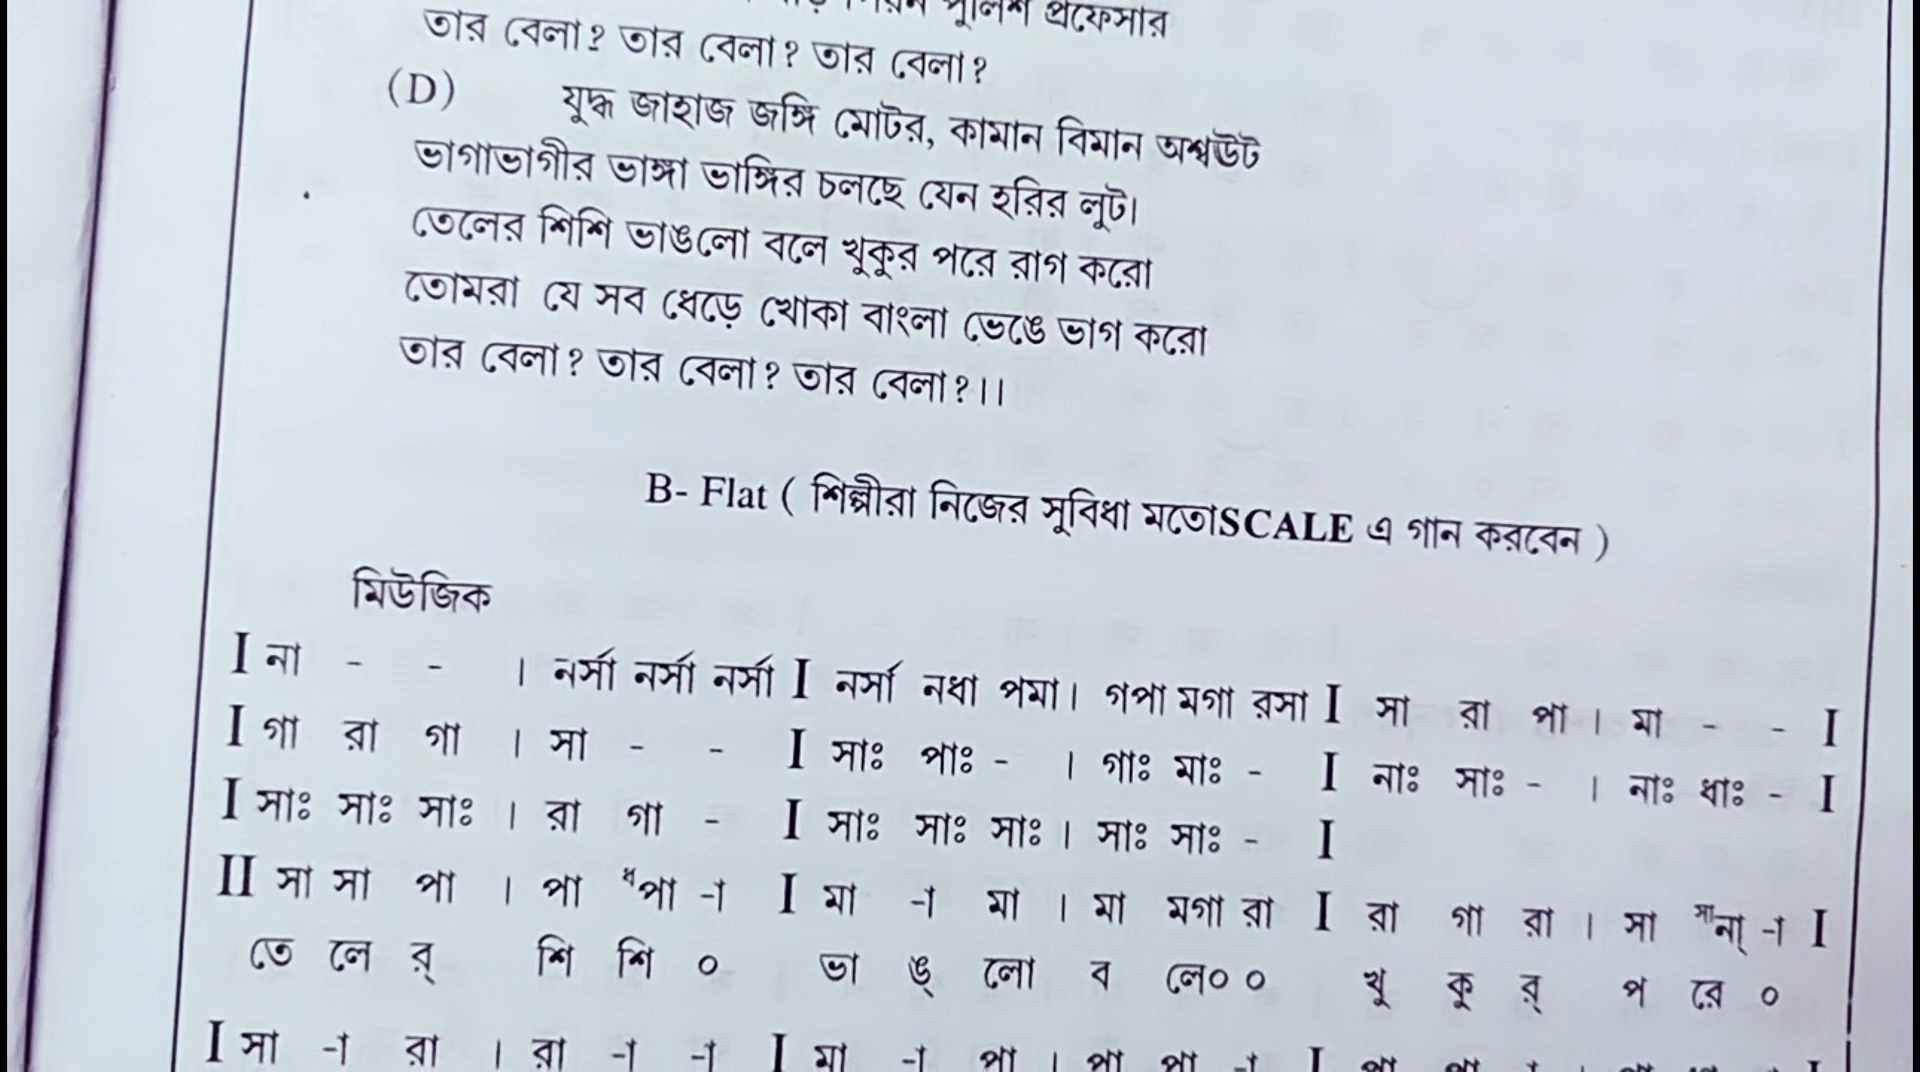 পুলিশ প্রফেসার
তার বেলা? তার বেলা? তার বেলা?
(D) যুদ্ধ জাহাজ জঙ্গি মোটর, কামান বিমান অশ্বউট
ভাগাভাগীর ভাঙ্গা ভাঙ্গির চলছে যেন হরির লুট।
তেলের শিশি ভাঙলো বলে খুকুর পরে রাগ করো
তোমরা যে সব ধেড়ে খোকা বাংলা ভেঙে ভাগ করো
তার বেলা? তার বেলা? তার বেলা?।।
B- Flat ( শিল্পীরা নিজের সুবিধা মতোSCALE এ গান করবেন )
মিউজিক
I না - - । নর্সা নর্সা নর্সা I নর্সা নধা পমা। গপা মগা রসা I সা রা পা । মা - - I
I গা রা গা । সা - - I সাঃ পাঃ - । গাঃ মাঃ - I নাঃ সাঃ - । নাঃ ধাঃ - I
I সাঃ সাঃ সাঃ । রা গা - I সাঃ সাঃ সাঃ। সাঃ সাঃ - I
II সা সা পা । পা ধপা -া I মা -া মা । মা মগা রা I রা গা রা । সা সান্া -া I
তে লে র্ শি শি ০ ভা ঙ্ লো ব লে০ ০ খু কু র্ প রে ০
I সা -া রা । রা -া -া I মা -া পা । পা পা -া I পা পা